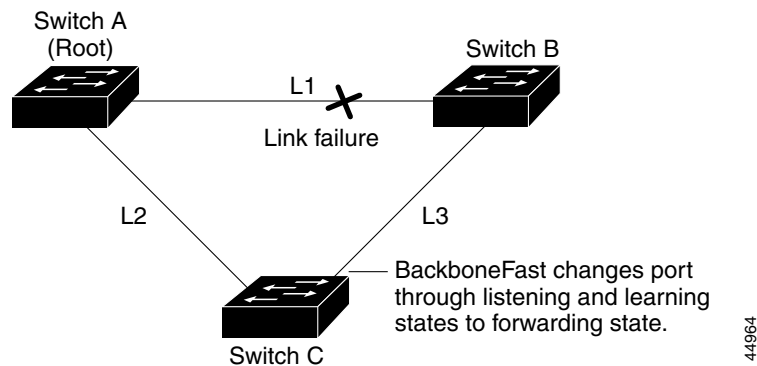 Switch A
(Root)
Switch B
L1
Link failure
L2
L3
BackboneFast changes port
through listening and learning
states to forwarding state.
Switch C
44964